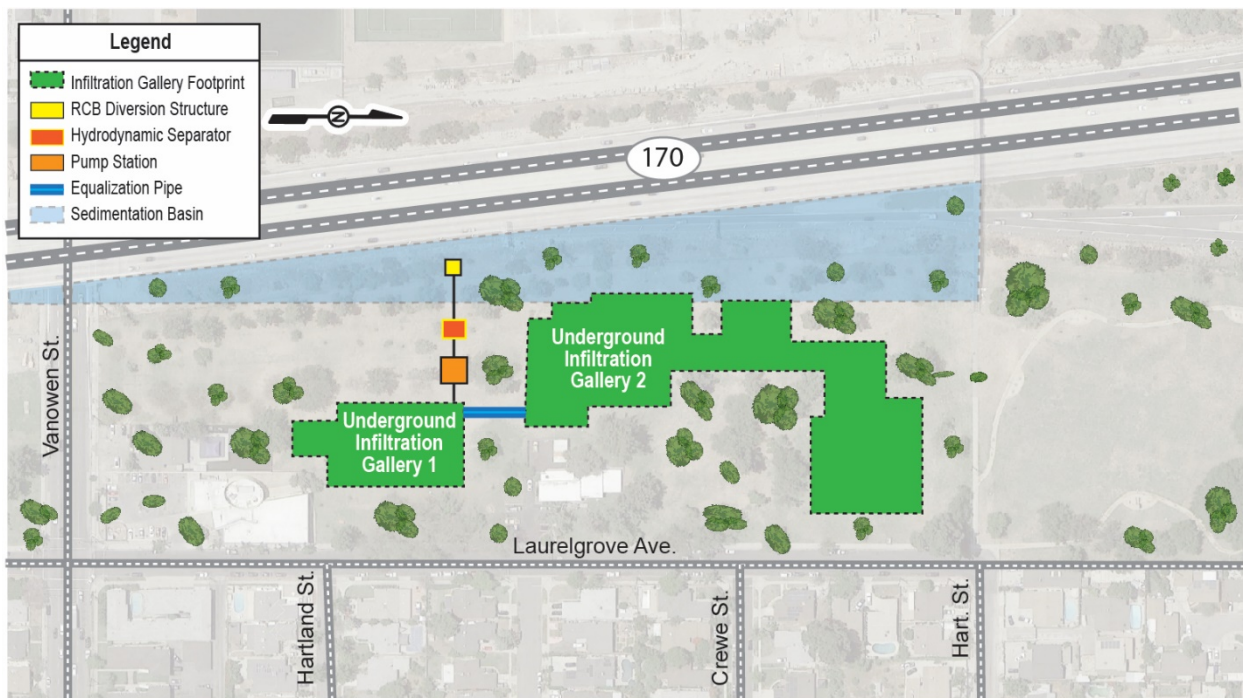 Legend
Infiltration Gallery Footprint
RCB Diversion Structure
Hydrodynamic Separator
Pump Station
Equalization Pipe
Sedimentation Basin
N
170
Vanowen St.
Underground
Infiltration
Gallery 2
Underground
Infiltration
Gallery 1
Laurelgrove Ave.
Hartland St.
Crewe St.
Hart. St